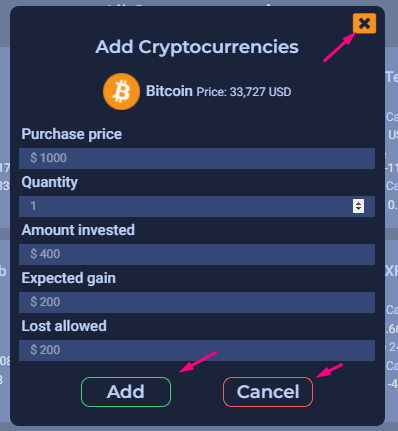 Add Cryptocurrencies
Bitcoin Price: 33,727 USD
Purchase price
$ 1000
Quantity
1
Amount invested
$ 400
Expected gain
$ 200
Lost allowed
$ 200
Add
Cancel